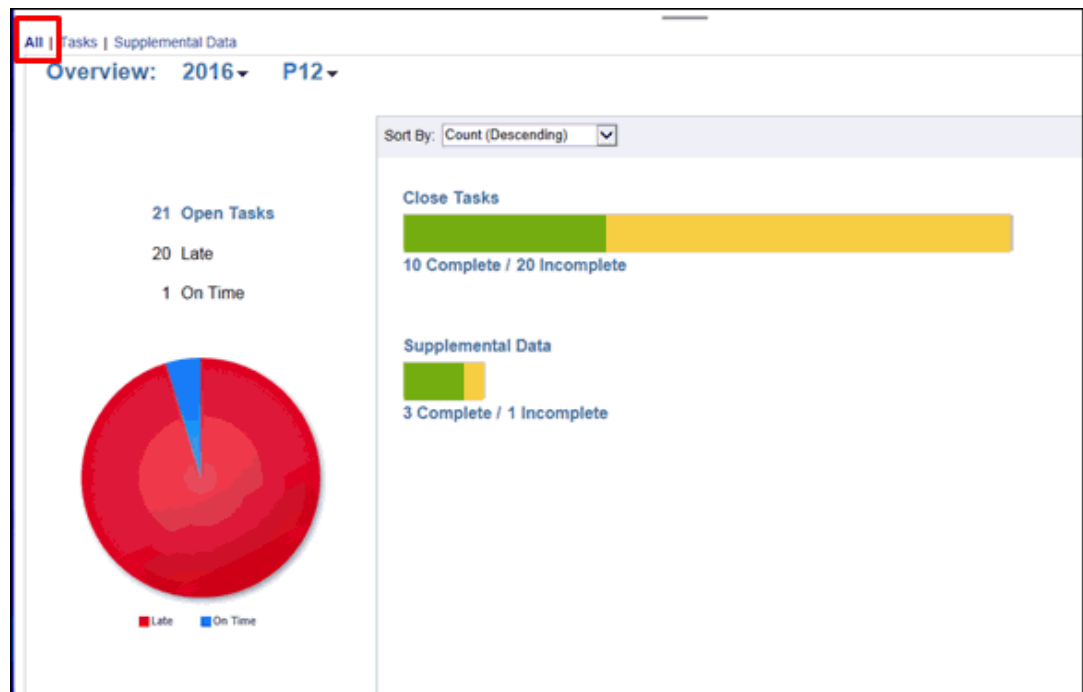 All | Tasks | Supplemental Data
Overview: 2016 P12
Sort By: Count (Descending)
21 Open Tasks
20 Late
1 On Time
Close Tasks
10 Complete / 20 Incomplete
Supplemental Data
3 Complete / 1 Incomplete
Late On Time